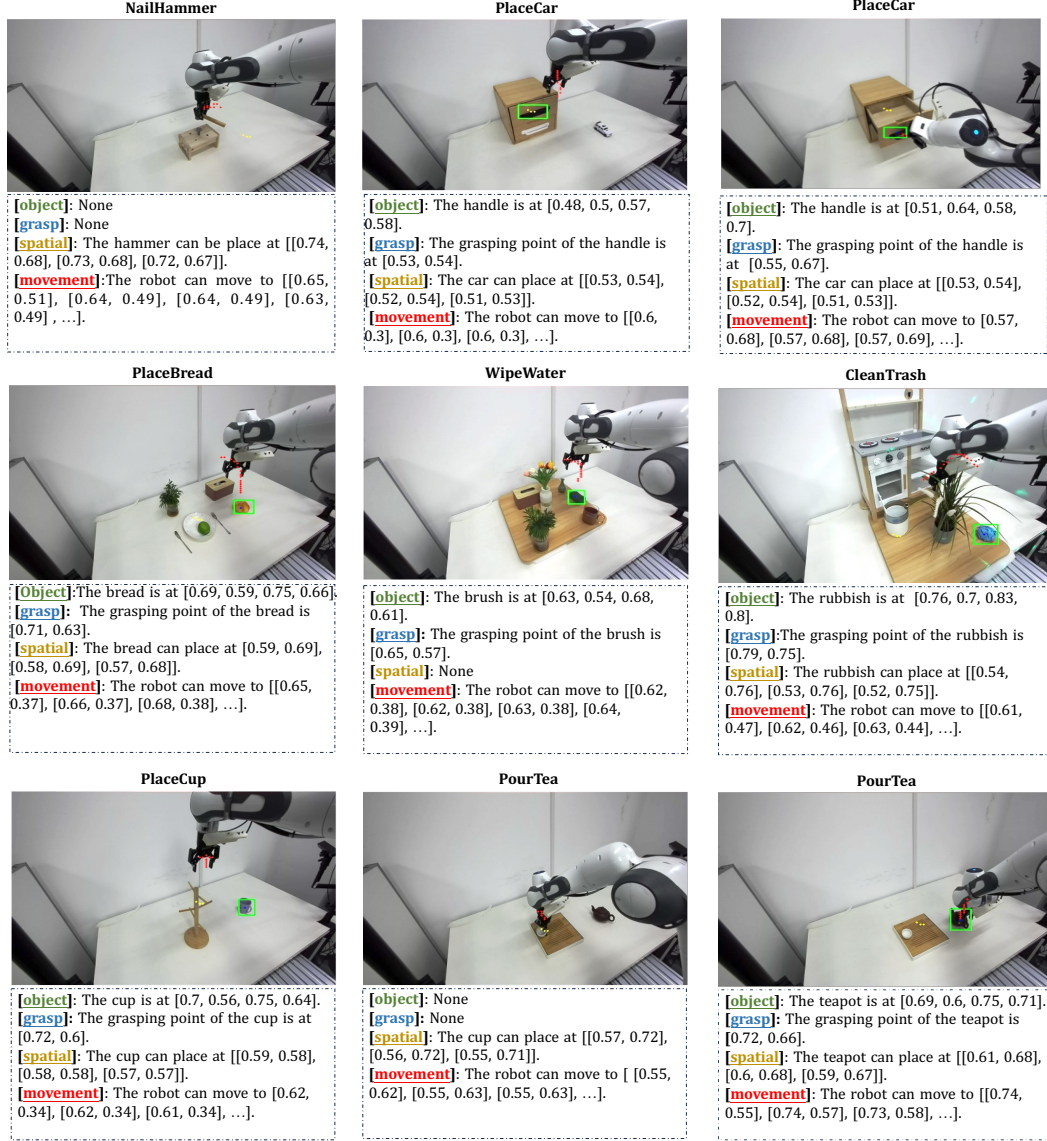 NailHammer
[object]: None
[grasp]: None
[spatial]: The hammer can be place at [[0.74,
0.68], [0.73, 0.68], [0.72, 0.67]].
[movement]:The robot can move to [[0.65,
0.51], [0.64, 0.49], [0.64, 0.49], [0.63,
0.49] , …].
PlaceCar
[object]: The handle is at [0.48, 0.5, 0.57,
0.58].
[grasp]: The grasping point of the handle is
at [0.53, 0.54].
[spatial]: The car can place at [[0.53, 0.54],
[0.52, 0.54], [0.51, 0.53]].
[movement]: The robot can move to [[0.6,
0.3], [0.6, 0.3], [0.6, 0.3], …].
PlaceCar
[object]: The handle is at [0.51, 0.64, 0.58,
0.7].
[grasp]: The grasping point of the handle is
at [0.55, 0.67].
[spatial]: The car can place at [[0.53, 0.54],
[0.52, 0.54], [0.51, 0.53]].
[movement]: The robot can move to [0.57,
0.68], [0.57, 0.68], [0.57, 0.69], …].
PlaceBread
[Object]:The bread is at [0.69, 0.59, 0.75, 0.66].
[grasp]: The grasping point of the bread is
[0.71, 0.63].
[spatial]: The bread can place at [0.59, 0.69],
[0.58, 0.69], [0.57, 0.68]].
[movement]: The robot can move to [[0.65,
0.37], [0.66, 0.37], [0.68, 0.38], …].
WipeWater
[object]: The brush is at [0.63, 0.54, 0.68,
0.61].
[grasp]: The grasping point of the brush is
[0.65, 0.57].
[spatial]: None
[movement]: The robot can move to [[0.62,
0.38], [0.62, 0.38], [0.63, 0.38], [0.64,
0.39], …].
CleanTrash
[object]: The rubbish is at [0.76, 0.7, 0.83,
0.8].
[grasp]:The grasping point of the rubbish is
[0.79, 0.75].
[spatial]: The rubbish can place at [[0.54,
0.76], [0.53, 0.76], [0.52, 0.75]].
[movement]: The robot can move to [[0.61,
0.47], [0.62, 0.46], [0.63, 0.44], …].
PlaceCup
[object]: The cup is at [0.7, 0.56, 0.75, 0.64].
[grasp]: The grasping point of the cup is at
[0.72, 0.6].
[spatial]: The cup can place at [[0.59, 0.58],
[0.58, 0.58], [0.57, 0.57]].
[movement]: The robot can move to [0.62,
0.34], [0.62, 0.34], [0.61, 0.34], …].
PourTea
[object]: None
[grasp]: None
[spatial]: The cup can place at [[0.57, 0.72],
[0.56, 0.72], [0.55, 0.71]].
[movement]: The robot can move to [ [0.55,
0.62], [0.55, 0.63], [0.55, 0.63], …].
PourTea
[object]: The teapot is at [0.69, 0.6, 0.75, 0.71].
[grasp]: The grasping point of the teapot is
[0.72, 0.66].
[spatial]: The teapot can place at [[0.61, 0.68],
[0.6, 0.68], [0.59, 0.67]].
[movement]: The robot can move to [[0.74,
0.55], [0.74, 0.57], [0.73, 0.58], …].